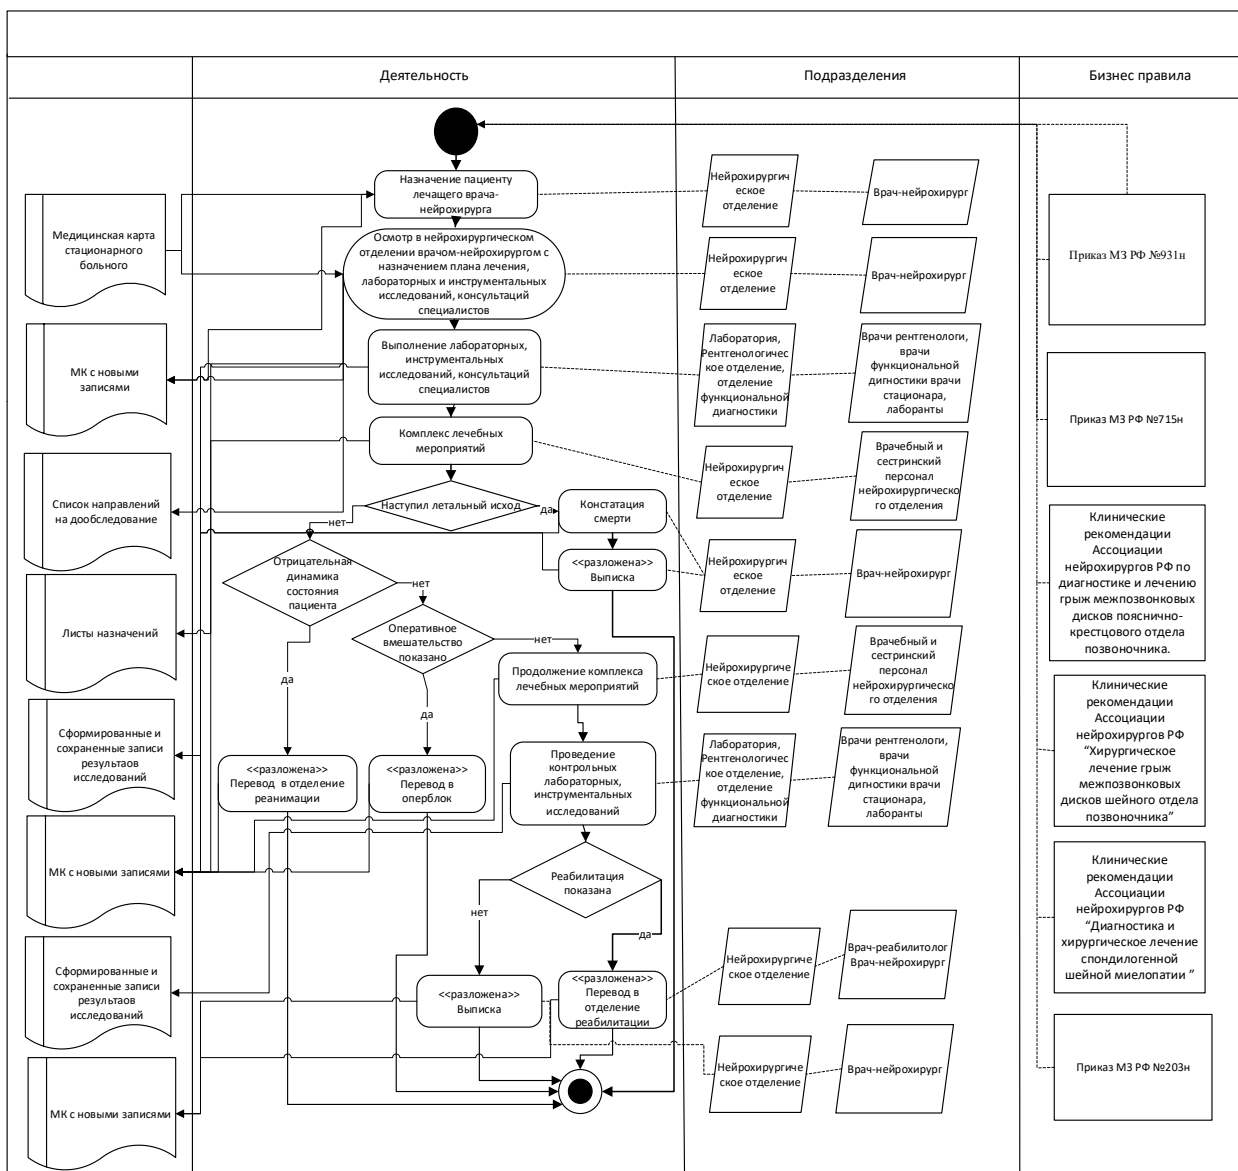 Деятельность
Подразделения
Бизнес правила
Назначение пациенту
лечащего врача-
нейрохирурга
Нейрохирургич
еское
отделение
Врач-нейрохирург
Медицинская карта
стационарного
больного
Осмотр в нейрохирургическом
отделении врачом-нейрохирургом с
назначением плана лечения,
лабораторных и инструментальных
исследований, консультаций
специалистов
Нейрохирургич
еское
отделение
Врач-нейрохирург
Приказ МЗ РФ №931н
МК с новыми
записями
Выполнение лабораторных,
инструментальных
исследований, консультаций
специалистов
Лаборатория,
Рентгенологичес
кое отделение,
отделение
функциональной
диагностики
Врачи рентгенологи,
врачи
функциональной
дигностики врачи
стационара,
лаборанты
Приказ МЗ РФ №715н
Комплекс лечебных
мероприятий
Нейрохирургич
еское
отделение
Врачебный и
сестринский
персонал
нейрохирургическо
го отделения
Список направлений
на дообследование
Наступил летальный исход
да
нет
Констатация
смерти
<<разложена>>
Выписка
Нейрохирургич
еское
отделение
Врач-нейрохирург
Клинические
рекомендации
Ассоциации
нейрохирургов РФ по
диагностике и лечению
грыж межпозвонковых
дисков пояснично-
крестцового отдела
позвоночника.
Листы назначений
Отрицательная
динамика
состояния
пациента
нет
да
Оперативное
вмешательство
показано
нет
да
Продолжение комплекса
лечебных мероприятий
Нейрохирургиче
ское отделение
Врачебный и
сестринский
персонал
нейрохирургическо
го отделения
Клинические
рекомендации
Ассоциации
нейрохирургов РФ
“Хирургическое
лечение грыж
межпозвонковых
дисков шейного отдела
позвоночника”
Сформированные и
сохраненные записи
результаов
исследований
<<разложена>>
Перевод в отделение
реанимации
<<разложена>>
Перевод в
оперблок
Проведение
контрольных
лабораторных,
инструментальных
исследований
Лаборатория,
Рентгенологичес
кое отделение,
отделение
функциональной
диагностики
Врачи рентгенологи,
врачи
функциональной
дигностики врачи
стационара,
лаборанты
МК с новыми записями
Реабилитация
показана
нет
да
Клинические
рекомендации
Ассоциации
нейрохирургов РФ
“Диагностика и
хирургическое лечение
спондилогенной
шейной миелопатии ”
Сформированные и
сохраненные записи
результаов
исследований
<<разложена>>
Выписка
<<разложена>>
Перевод в
отделение
реабилитации
Нейрохирургиче
ское отделение
Врач-реабилитолог
Врач-нейрохирург
МК с новыми записями
Нейрохирургиче
ское отделение
Врач-нейрохирург
Приказ МЗ РФ №203н